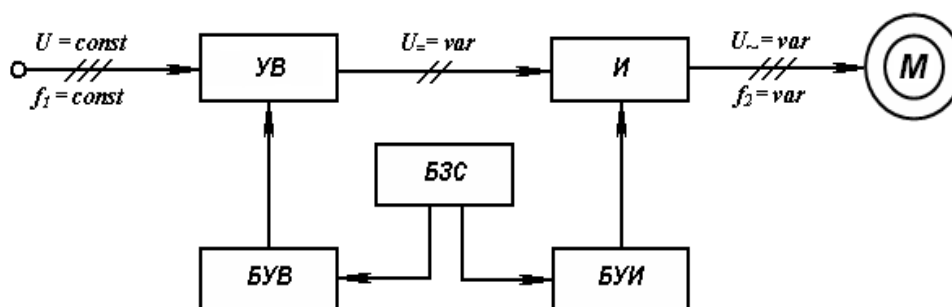 U = const
f₁ = const
УВ
U₌ = var
И
U~ = var
f₂ = var
М
БЗС
БУВ
БУИ